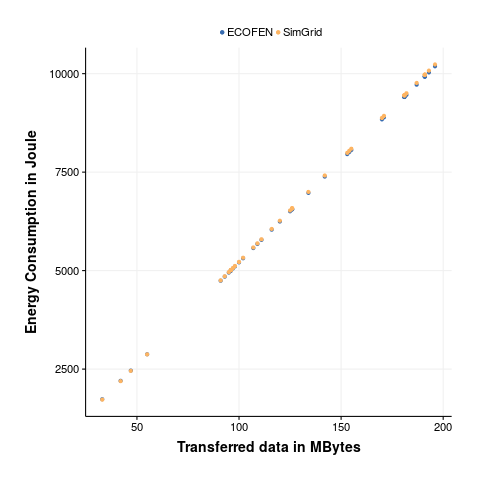 ECOFEN SimGrid
Energy Consumption in Joule
10000
7500
5000
2500
50 100 150 200
Transferred data in MBytes